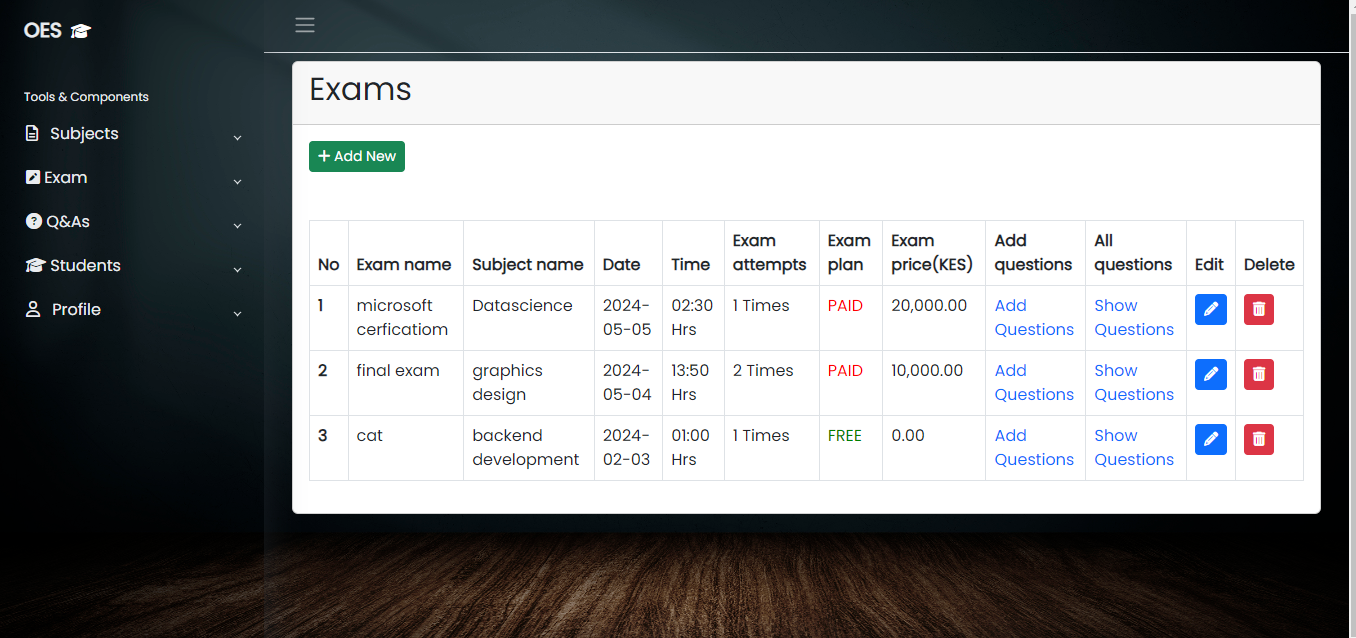 OES
Tools & Components
Subjects
Exam
Q&As
Students
Profile
Exams
+ Add New
No Exam name Subject name Date Time Exam attempts Exam plan Exam price(KES) Add questions All questions Edit Delete
1 microsoft cerficatiom Datascience 2024-05-05 02:30 Hrs 1 Times PAID 20,000.00 Add Questions Show Questions
2 final exam graphics design 2024-05-04 13:50 Hrs 2 Times PAID 10,000.00 Add Questions Show Questions
3 cat backend development 2024-02-03 01:00 Hrs 1 Times FREE 0.00 Add Questions Show Questions